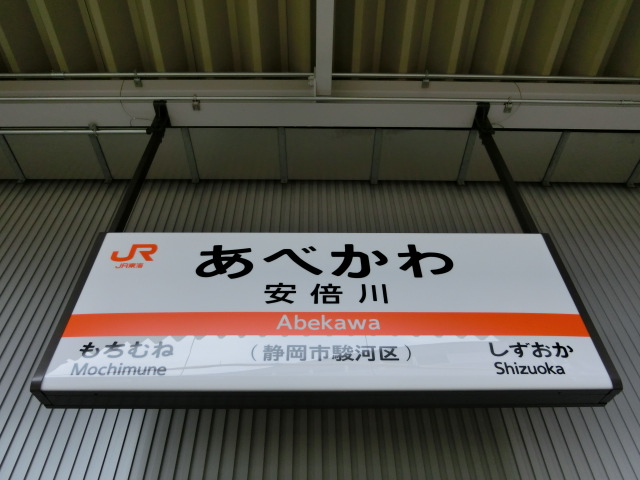 JR
JR東海
あべかわ
安倍川
Abekawa
もちむね
Mochimune
(静岡市駿河区)
しずおか
Shizuoka